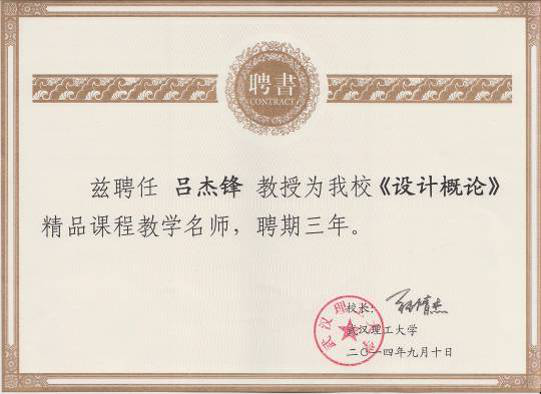 聘書
CONTRACT
兹聘任 吕杰锋 教授为我校《设计概论》
精品课程教学名师，聘期三年。
校长：
武汉理工大学
二〇一四年九月十日